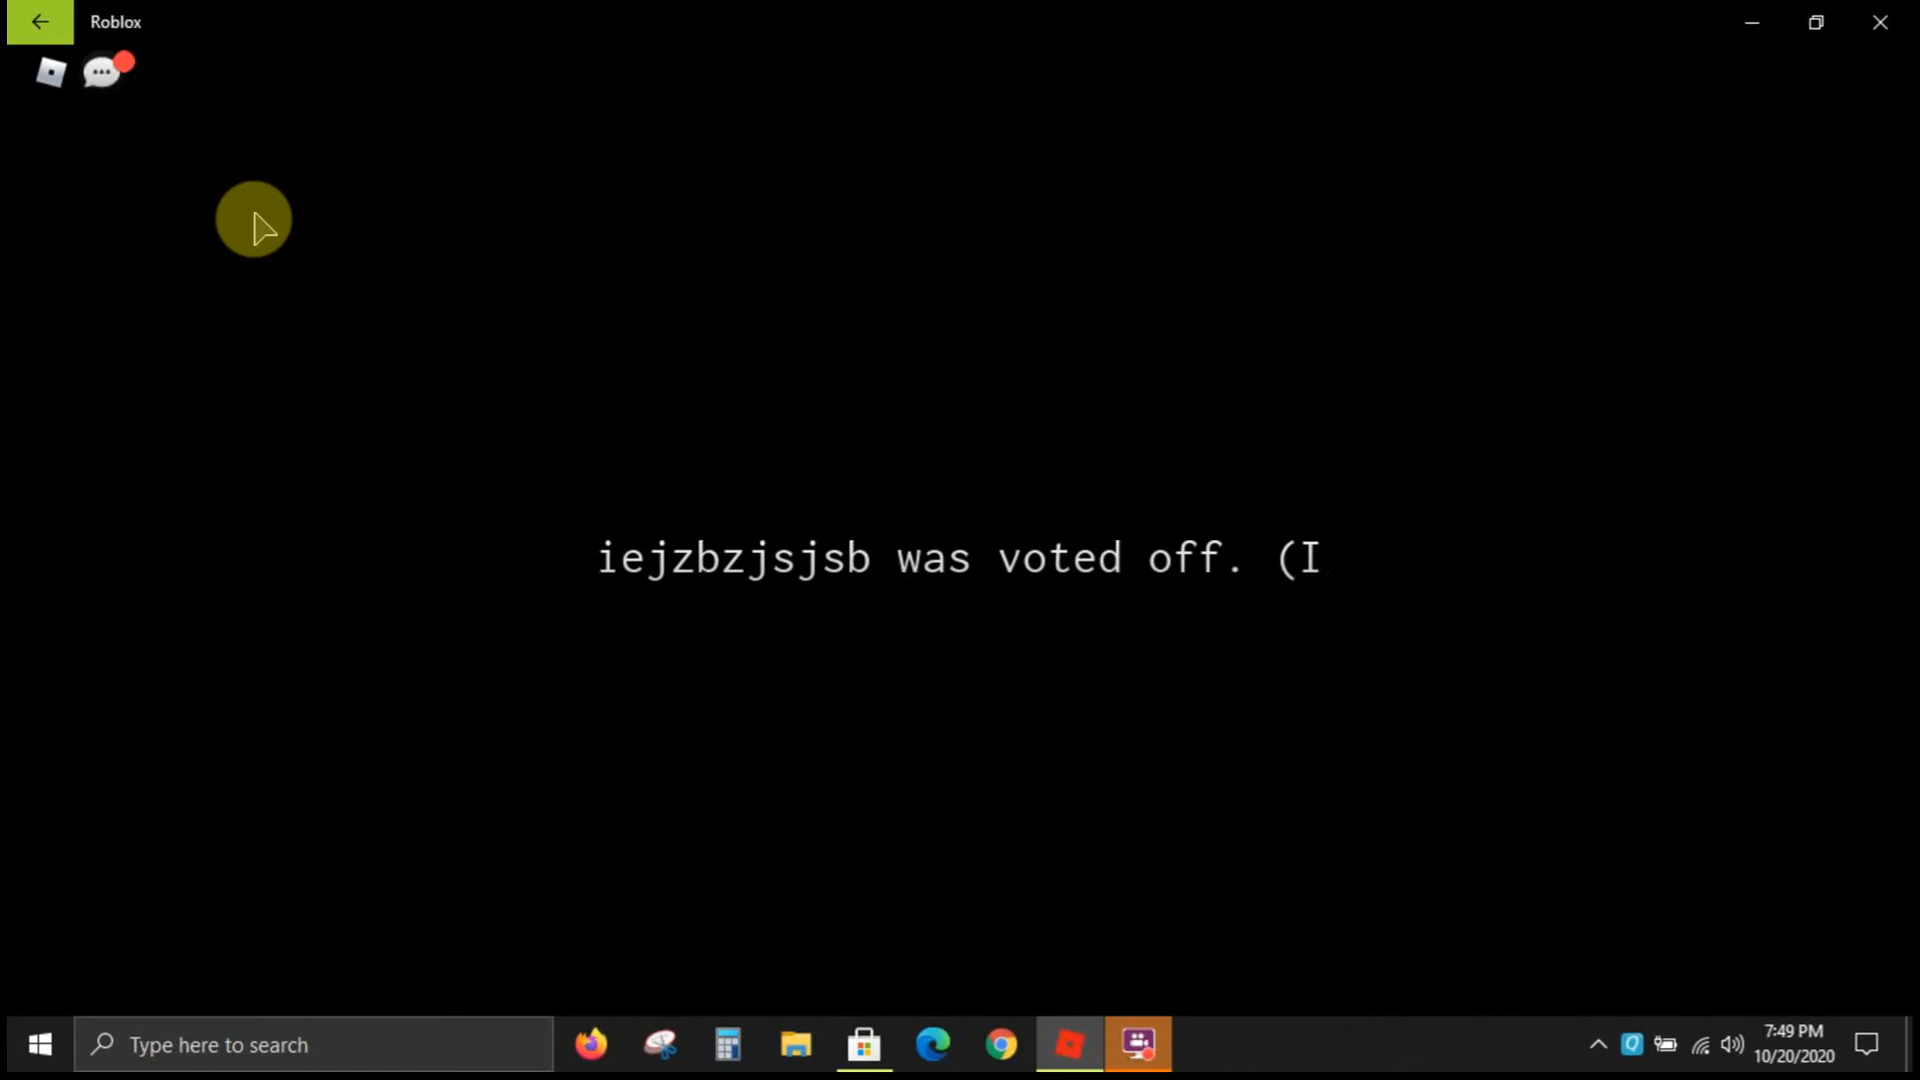 Roblox
iejzbzjsjsb was voted off. (I
Type here to search
7:49 PM
10/20/2020